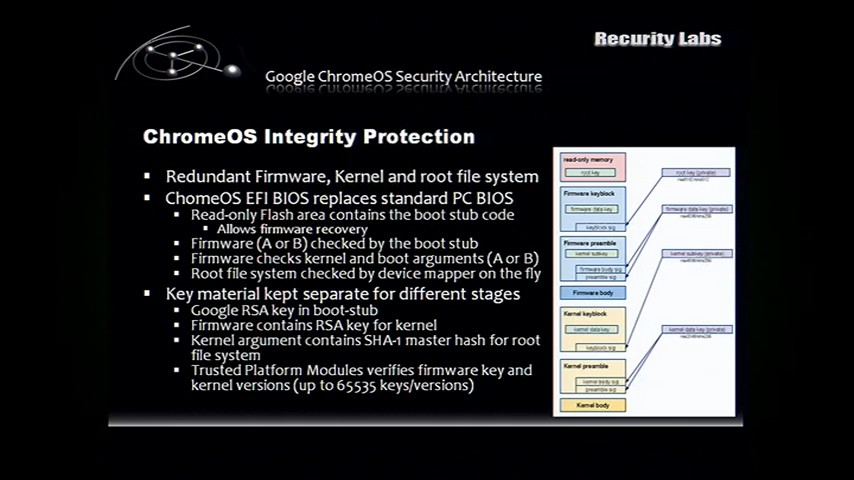 Recurity Labs
Google ChromeOS Security Architecture
ChromeOS Integrity Protection
Redundant Firmware, Kernel and root file system
ChomeOS EFI BIOS replaces standard PC BIOS
Read-only Flash area contains the boot stub code
Allows firmware recovery
Firmware (A or B) checked by the boot stub
Firmware checks kernel and boot arguments (A or B)
Root file system checked by device mapper on the fly
Key material kept separate for different stages
Google RSA key in boot-stub
Firmware contains RSA key for kernel
Kernel argument contains SHA-1 master hash for root
file system
Trusted Platform Modules verifies firmware key and
kernel versions (up to 65535 keys/versions)
read-only memory
root key
root key (private)
Firmware keyblock
firmware data key
firmware data key (private)
keyblock sig
Firmware preamble
kernel subkey
kernel subkey (private)
firmware body sig
preamble sig
Firmware body
Kernel keyblock
kernel data key
kernel data key (private)
keyblock sig
Kernel preamble
kernel body sig
preamble sig
Kernel body